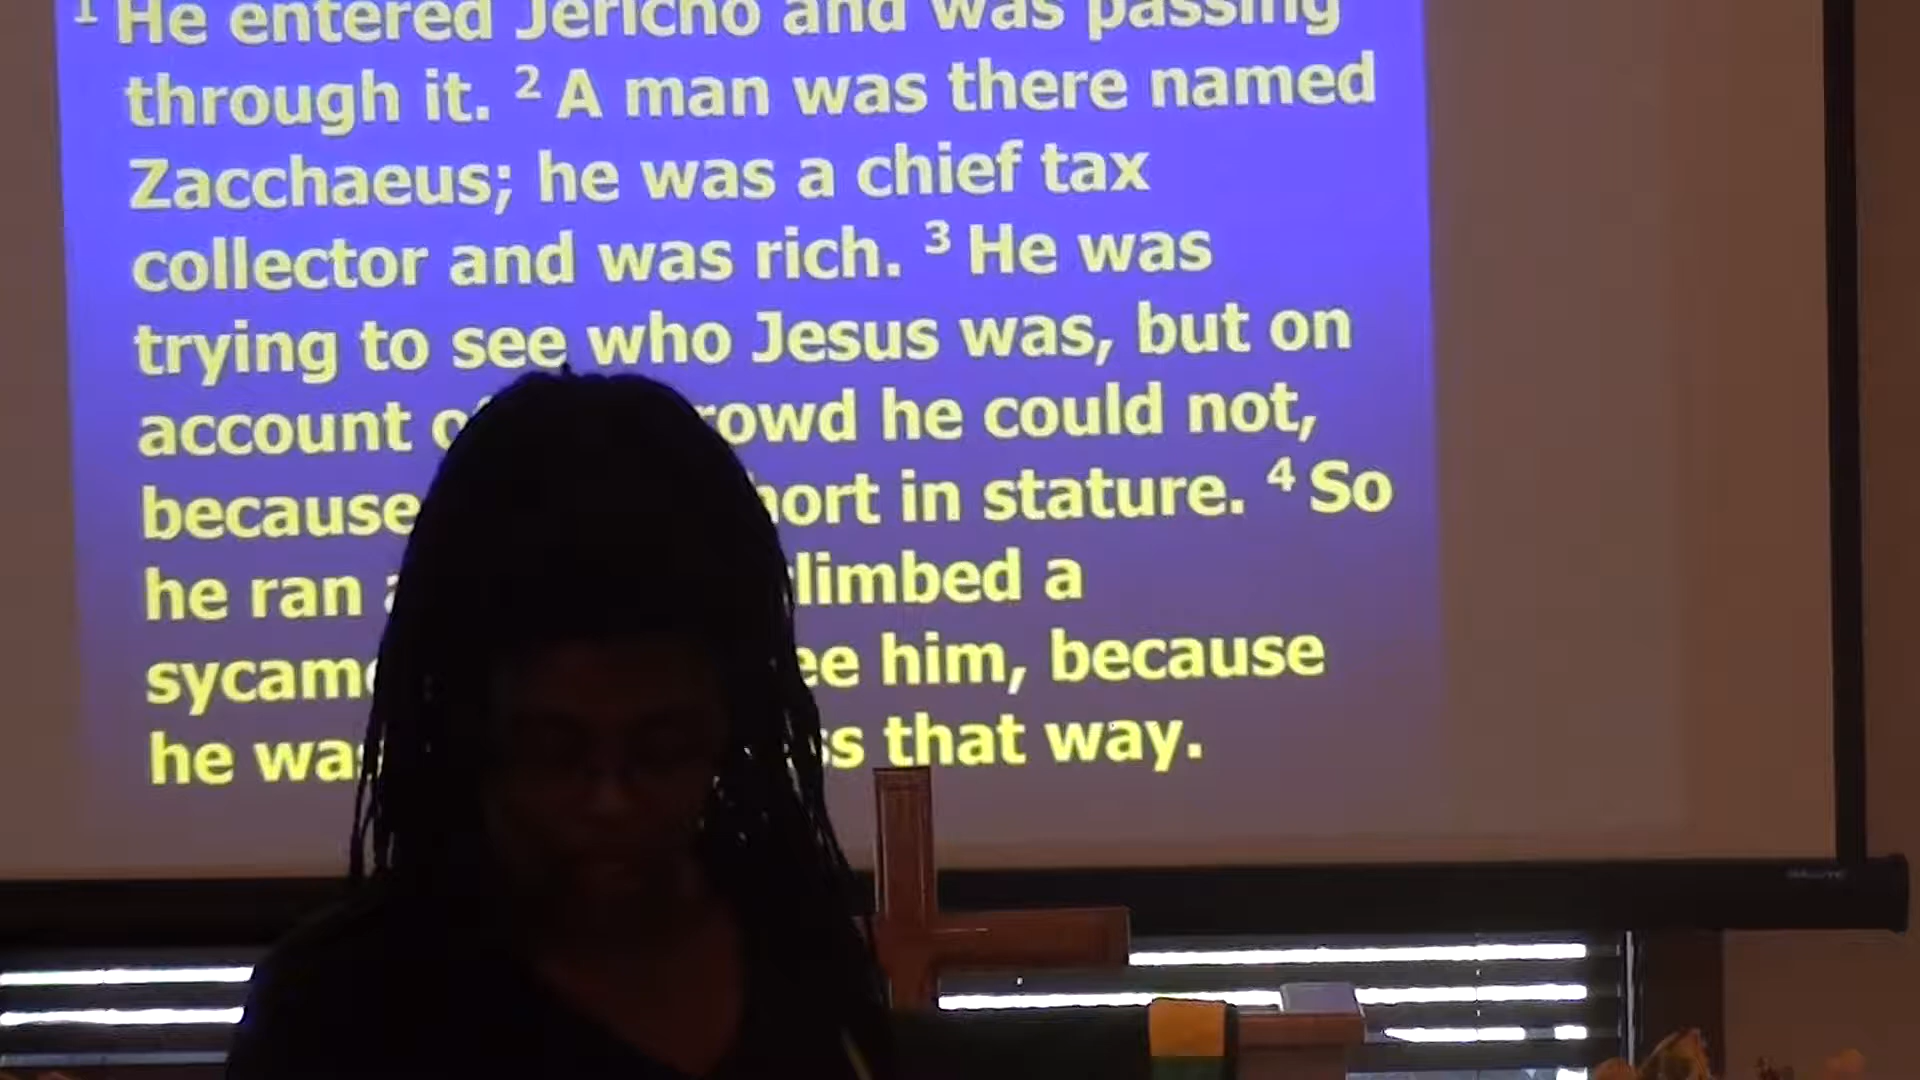 1 He entered Jericho and was passing
through it. 2 A man was there named
Zacchaeus; he was a chief tax
collector and was rich. 3 He was
trying to see who Jesus was, but on
account rowd he could not,
because hort in stature. 4 So
he ran limbed a
sycam ee him, because
he was ss that way.